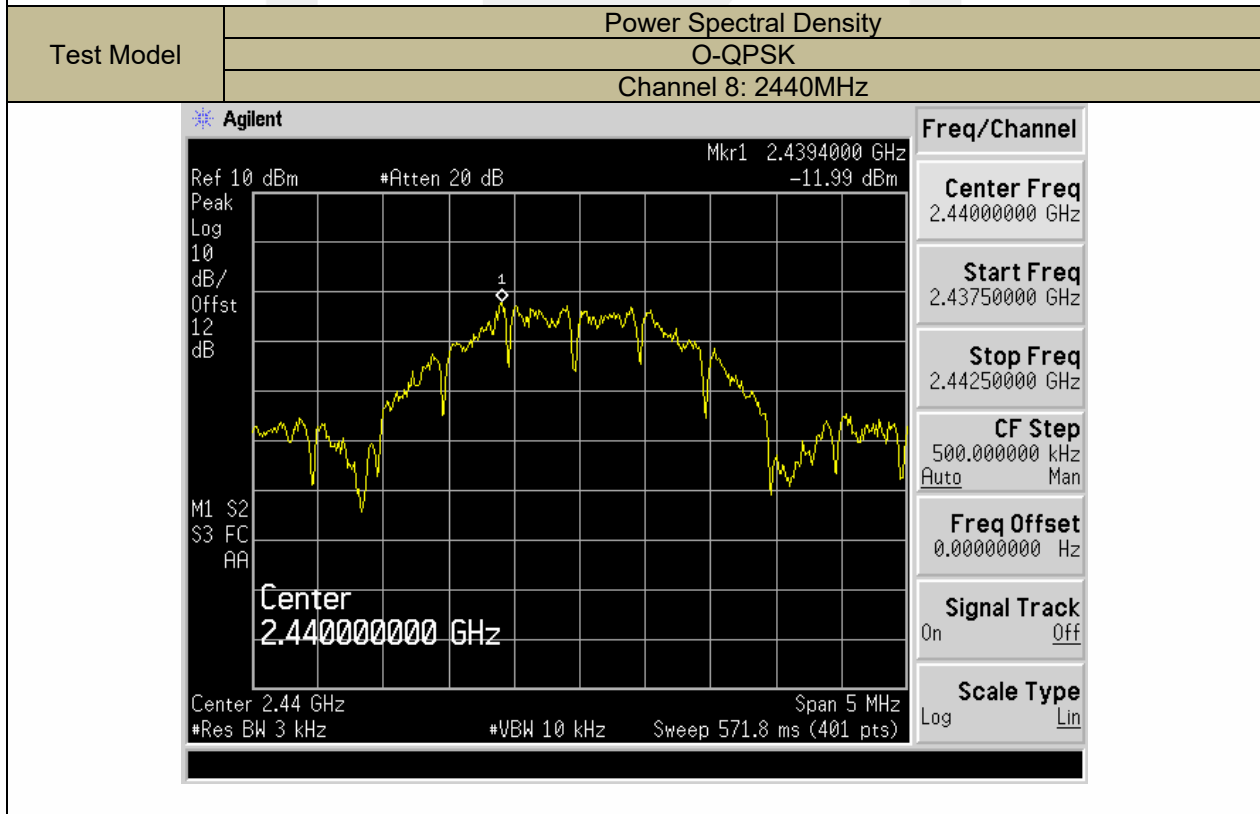 Test Model
Power Spectral Density
O-QPSK
Channel 8: 2440MHz
Agilent
Mkr1 2.4394000 GHz
Ref 10 dBm #Atten 20 dB -11.99 dBm
Peak
Log
10
dB/
Offst
12
dB
1
M1 S2
S3 FC
AA
Center
2.440000000 GHz
Center 2.44 GHz Span 5 MHz
#Res BW 3 kHz #VBW 10 kHz Sweep 571.8 ms (401 pts)
Freq/Channel
Center Freq
2.44000000 GHz
Start Freq
2.43750000 GHz
Stop Freq
2.44250000 GHz
CF Step
500.000000 kHz
Auto Man
Freq Offset
0.00000000 Hz
Signal Track
On Off
Scale Type
Log Lin